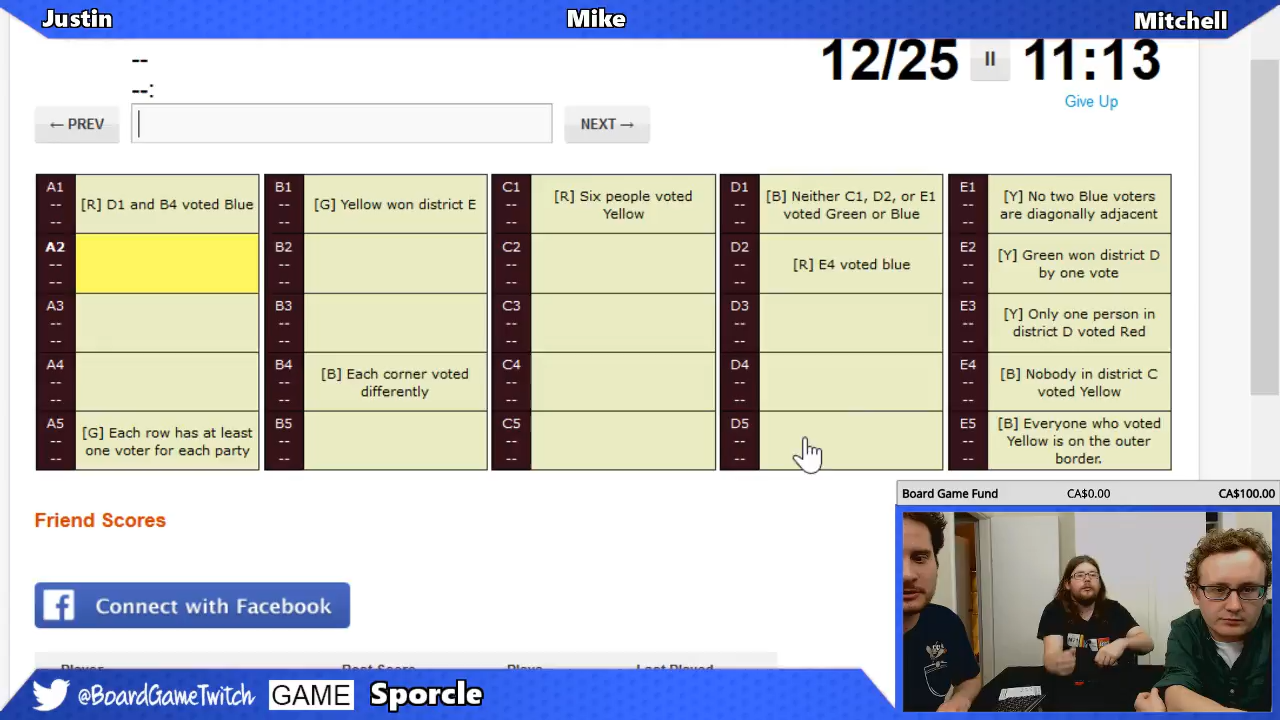 Justin
Mike
Mitchell
--
--:
12/25
11:13
Give Up
← PREV
NEXT →
A1
--
--
[R] D1 and B4 voted Blue
B1
--
--
[G] Yellow won district E
C1
--
--
[R] Six people voted
Yellow
D1
--
--
[B] Neither C1, D2, or E1
voted Green or Blue
E1
--
--
[Y] No two Blue voters
are diagonally adjacent
A2
--
--
B2
--
--
C2
--
--
D2
--
--
[R] E4 voted blue
E2
--
--
[Y] Green won district D
by one vote
A3
--
--
B3
--
--
C3
--
--
D3
--
--
E3
--
--
[Y] Only one person in
district D voted Red
A4
--
--
B4
--
--
[B] Each corner voted
differently
C4
--
--
D4
--
--
E4
--
--
[B] Nobody in district C
voted Yellow
A5
--
--
[G] Each row has at least
one voter for each party
B5
--
--
C5
--
--
D5
--
--
E5
--
--
[B] Everyone who voted
Yellow is on the outer
border.
Board Game Fund
CA$0.00
CA$100.00
Friend Scores
Connect with Facebook
Player
Best Score
Plays
Last Played
@BoardGameTwitch
GAME
Sporcle